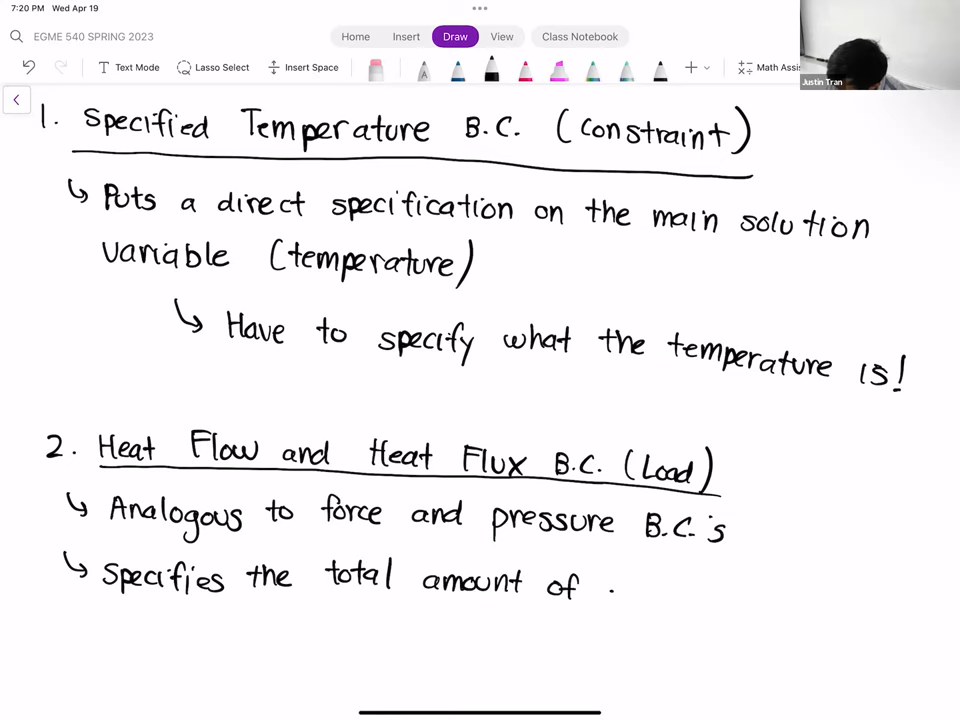 7:20 PM Wed Apr 19
EGME 540 SPRING 2023
Home Insert Draw View Class Notebook
Text Mode Lasso Select Insert Space Math Assis
Justin Tran
1. Specified Temperature B.C. (Constraint)
↳ Puts a direct specification on the main solution
variable (temperature)
↳ Have to specify what the temperature is!
2. Heat Flow and Heat Flux B.C. (Load)
↳ Analogous to force and pressure B.C.'s
↳ Specifies the total amount of .